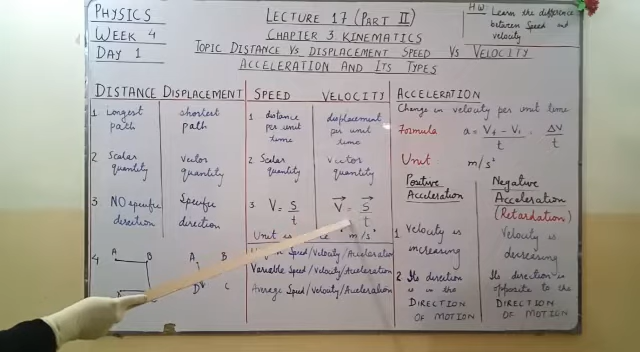 PHYSICS
WEEK 4
DAY 1
LECTURE 17 (PART II)
CHAPTER 3 KINEMATICS
TOPIC DISTANCE VS DISPLACEMENT SPEED VS VELOCITY
ACCELERATION AND ITS TYPES
H.W Learn the difference
between Speed and
velocity
DISTANCE DISPLACEMENT
1 Longest path
shortest path
2 Scalar quantity
vector quantity
3 NO specific direction
Specific direction
4 A B
A B
D C
SPEED VELOCITY
1 distance per unit time
displacement per unit time
2 Scalar quantity
vector quantity
3 V = S/t
V⃗ = S⃗/t
Unit is m/s
Speed/Velocity/Acceleration
Variable Speed/Velocity/Acceleration
Average Speed/Velocity/Acceleration
ACCELERATION
Change in velocity per unit time
Formula a = Vf - Vi / t ΔV/t
Unit: m/s²
Positive Acceleration
Negative Acceleration
(Retardation)
1 Velocity is increasing
Velocity is decreasing
2 Its direction is in the DIRECTION OF MOTION
Its direction is opposite to the DIRECTION OF MOTION